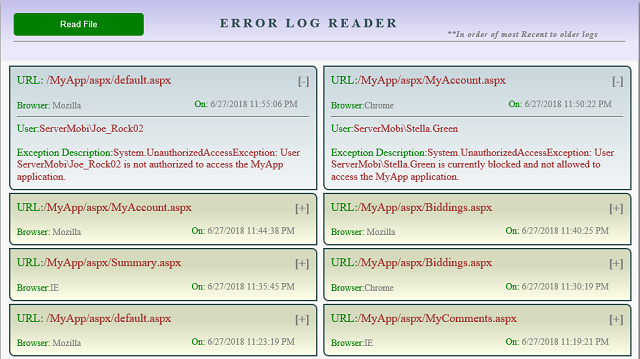 Read File
ERROR LOG READER
**In order of most Recent to older logs
URL: /MyApp/aspx/default.aspx [-]
Browser: Mozilla On: 6/27/2018 11:55:06 PM
User:ServerMobi\Joe_Rock02
Exception Description:System.UnauthorizedAccessException: User
ServerMobi\Joe_Rock02 is not authorized to access the MyApp
application.
URL:/MyApp/aspx/MyAccount.aspx [-]
Browser:Chrome On: 6/27/2018 11:50:22 PM
User:ServerMobi\Stella.Green
Exception Description:System.UnauthorizedAccessException: User
ServerMobi\Stella.Green is currently blocked and not allowed to
access the MyApp application.
URL:/MyApp/aspx/MyAccount.aspx [+]
Browser: Mozilla On: 6/27/2018 11:44:38 PM
URL:/MyApp/aspx/Biddings.aspx [+]
Browser: Mozilla On: 6/27/2018 11:40:25 PM
URL:/MyApp/aspx/Summary.aspx [+]
Browser:IE On: 6/27/2018 11:35:45 PM
URL:/MyApp/aspx/Biddings.aspx [+]
Browser:Chrome On: 6/27/2018 11:30:19 PM
URL: /MyApp/aspx/default.aspx [+]
Browser: Mozilla On: 6/27/2018 11:23:19 PM
URL:/MyApp/aspx/MyComments.aspx [+]
Browser:IE On: 6/27/2018 11:19:21 PM